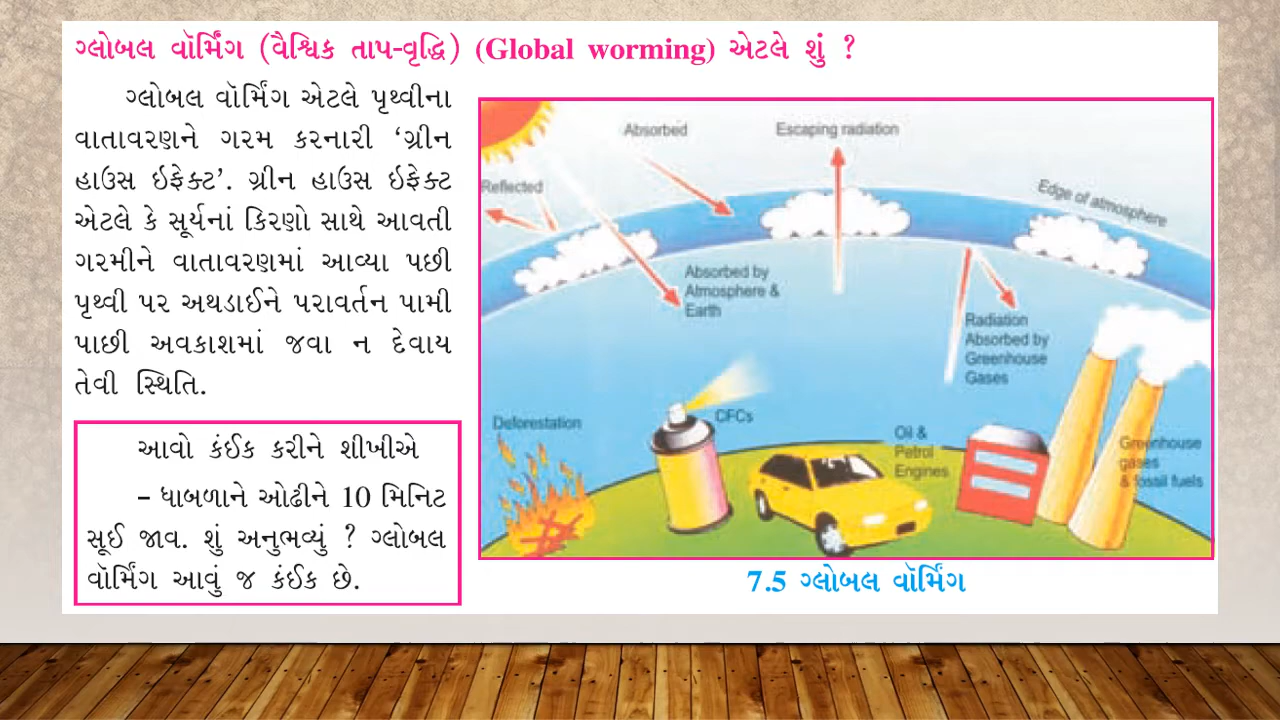 ગ્લોબલ વૉર્મિંગ (વૈશ્વિક તાપ-વૃદ્ધિ) (Global worming) એટલે શું ?
ગ્લોબલ વૉર્મિંગ એટલે પૃથ્વીના
વાતાવરણને ગરમ કરનારી ‘ગ્રીન
હાઉસ ઇફેક્ટ’. ગ્રીન હાઉસ ઇફેક્ટ
એટલે કે સૂર્યનાં કિરણો સાથે આવતી
ગરમીને વાતાવરણમાં આવ્યા પછી
પૃથ્વી પર અથડાઈને પરાવર્તન પામી
પાછી અવકાશમાં જવા ન દેવાય
તેવી સ્થિતિ.
આવો કંઈક કરીને શીખીએ
- ધાબળાને ઓઢીને 10 મિનિટ
સૂઈ જાવ. શું અનુભવ્યું ? ગ્લોબલ
વૉર્મિંગ આવું જ કંઈક છે.
Absorbed
Escaping radiation
Reflected
Edge of atmosphere
Absorbed by
Atmosphere &
Earth
Radiation
Absorbed by
Greenhouse
Gases
Deforestation
CFCs
Oil &
Petrol
Engines
Greenhouse
gases
& fossil fuels
7.5 ગ્લોબલ વૉર્મિંગ